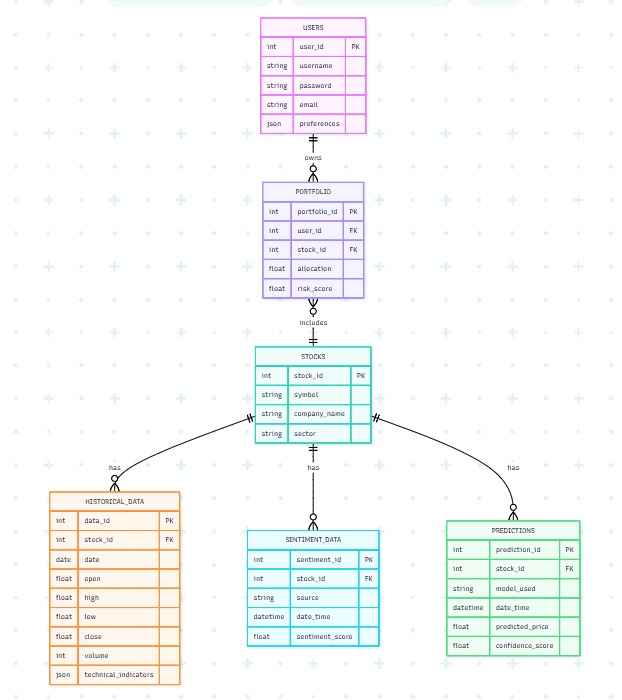 USERS
int user_id PK
string username
string password
string email
json preferences
owns
PORTFOLIO
int portfolio_id PK
int user_id FK
int stock_id FK
float allocation
float risk_score
includes
STOCKS
int stock_id PK
string symbol
string company_name
string sector
has has has
HISTORICAL_DATA
int data_id PK
int stock_id FK
date date
float open
float high
float low
float close
int volume
json technical_indicators
SENTIMENT_DATA
int sentiment_id PK
int stock_id FK
string source
datetime date_time
float sentiment_score
PREDICTIONS
int prediction_id PK
int stock_id FK
string model_used
datetime date_time
float predicted_price
float confidence_score